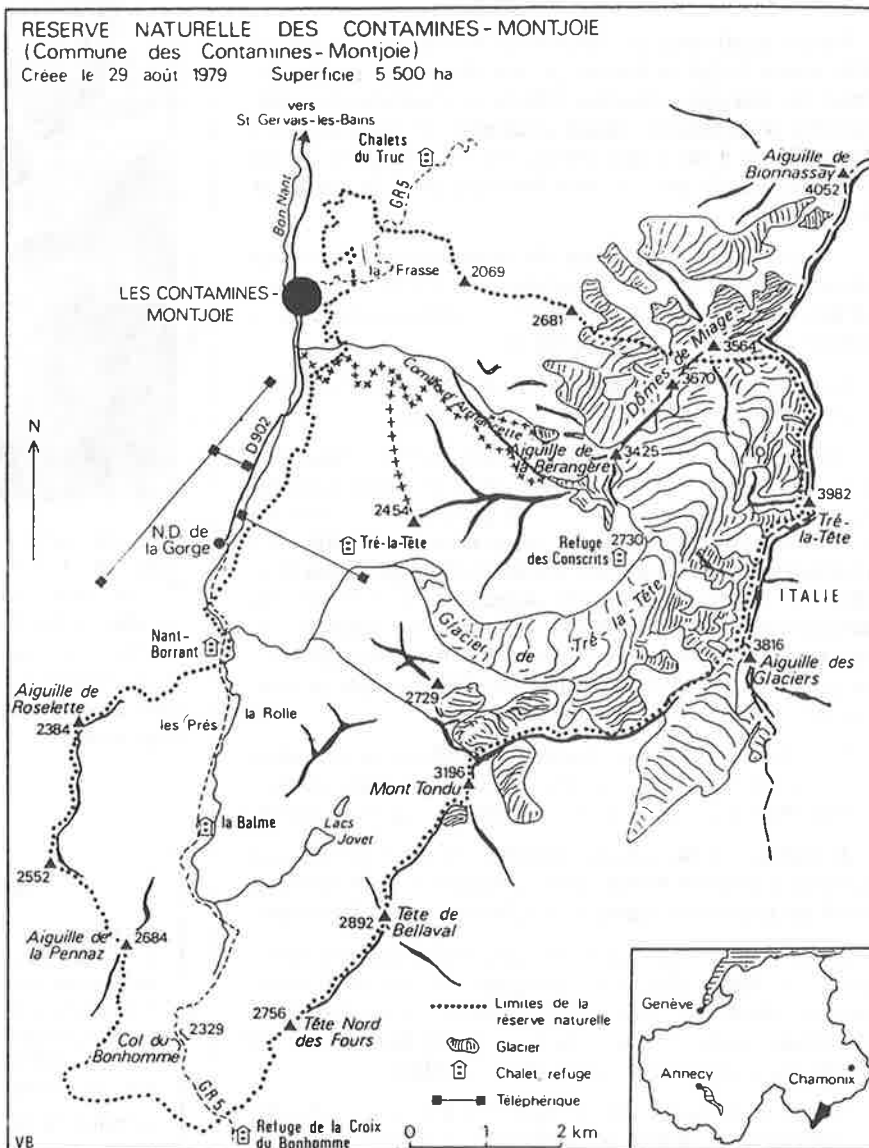 RESERVE NATURELLE DES CONTAMINES-MONTJOIE
(Commune des Contamines-Montjoie)
Créée le 29 août 1979 Superficie: 5 500 ha
vers
St Gervais-les-Bains
Chalets
du Truc
GR5
Aiguille de
Bionnassay
4052
Bon Nant
la Frasse
2069
LES CONTAMINES-
MONTJOIE
2681
3564
Dômes de Miage
3670
N
D902
Aiguille de
la Bérangère
3425
2454
3982
Tré-
la-Tête
N.D. de
la Gorge
Tré-la-Tête
2730
Refuge
des Conscrits
ITALIE
Glacier de Tré-la-Tête
Nant-
Borrant
3816
Aiguille des
Glaciers
Aiguille de
Roselette
2384
les Prés
la Rolle
2729
3196
Mont Tondu
la Balme
Lacs
Jovet
2552
2892
Tête de
Bellaval
Aiguille de
la Pennaz
2684
2329
Col du
Bonhomme
2756
Tête Nord
des Fours
GR5
Refuge de la Croix
du Bonhomme
Limites de la
réserve naturelle
Glacier
Chalet, refuge
Téléphérique
0 1 2 km
Genève
Annecy
Chamonix
VB